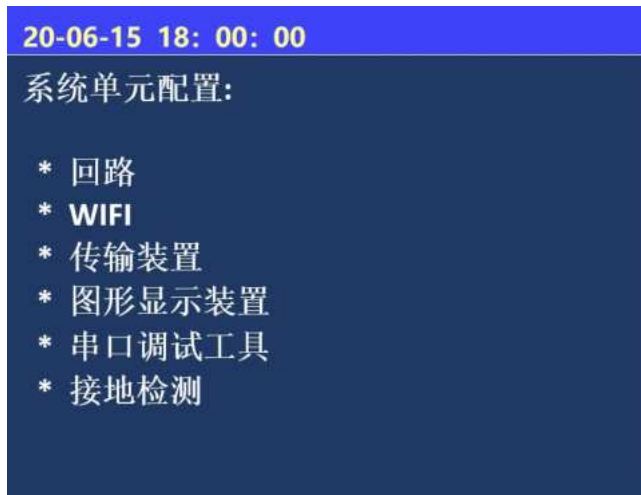 20-06-15 18: 00: 00
系统单元配置:
* 回路
* WIFI
* 传输装置
* 图形显示装置
* 串口调试工具
* 接地检测